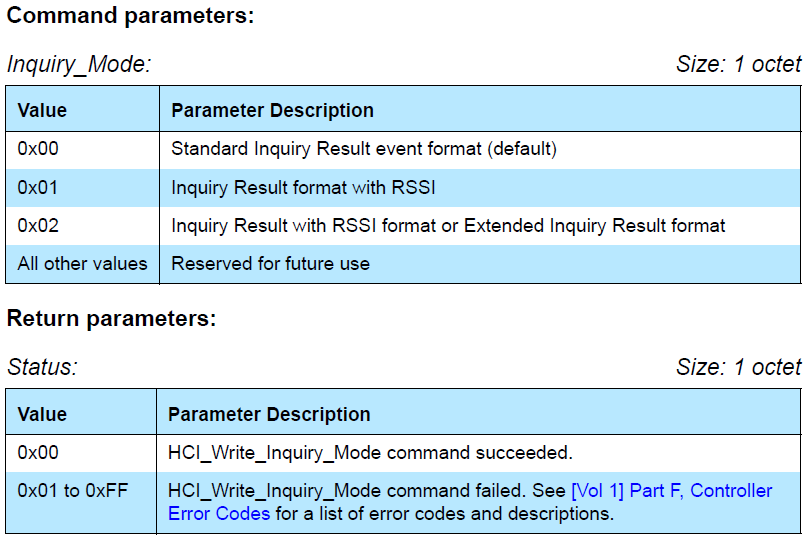 Command parameters:
Inquiry_Mode: Size: 1 octet
Value Parameter Description
0x00 Standard Inquiry Result event format (default)
0x01 Inquiry Result format with RSSI
0x02 Inquiry Result with RSSI format or Extended Inquiry Result format
All other values Reserved for future use
Return parameters:
Status: Size: 1 octet
Value Parameter Description
0x00 HCI_Write_Inquiry_Mode command succeeded.
0x01 to 0xFF HCI_Write_Inquiry_Mode command failed. See [Vol 1] Part F, Controller
Error Codes for a list of error codes and descriptions.